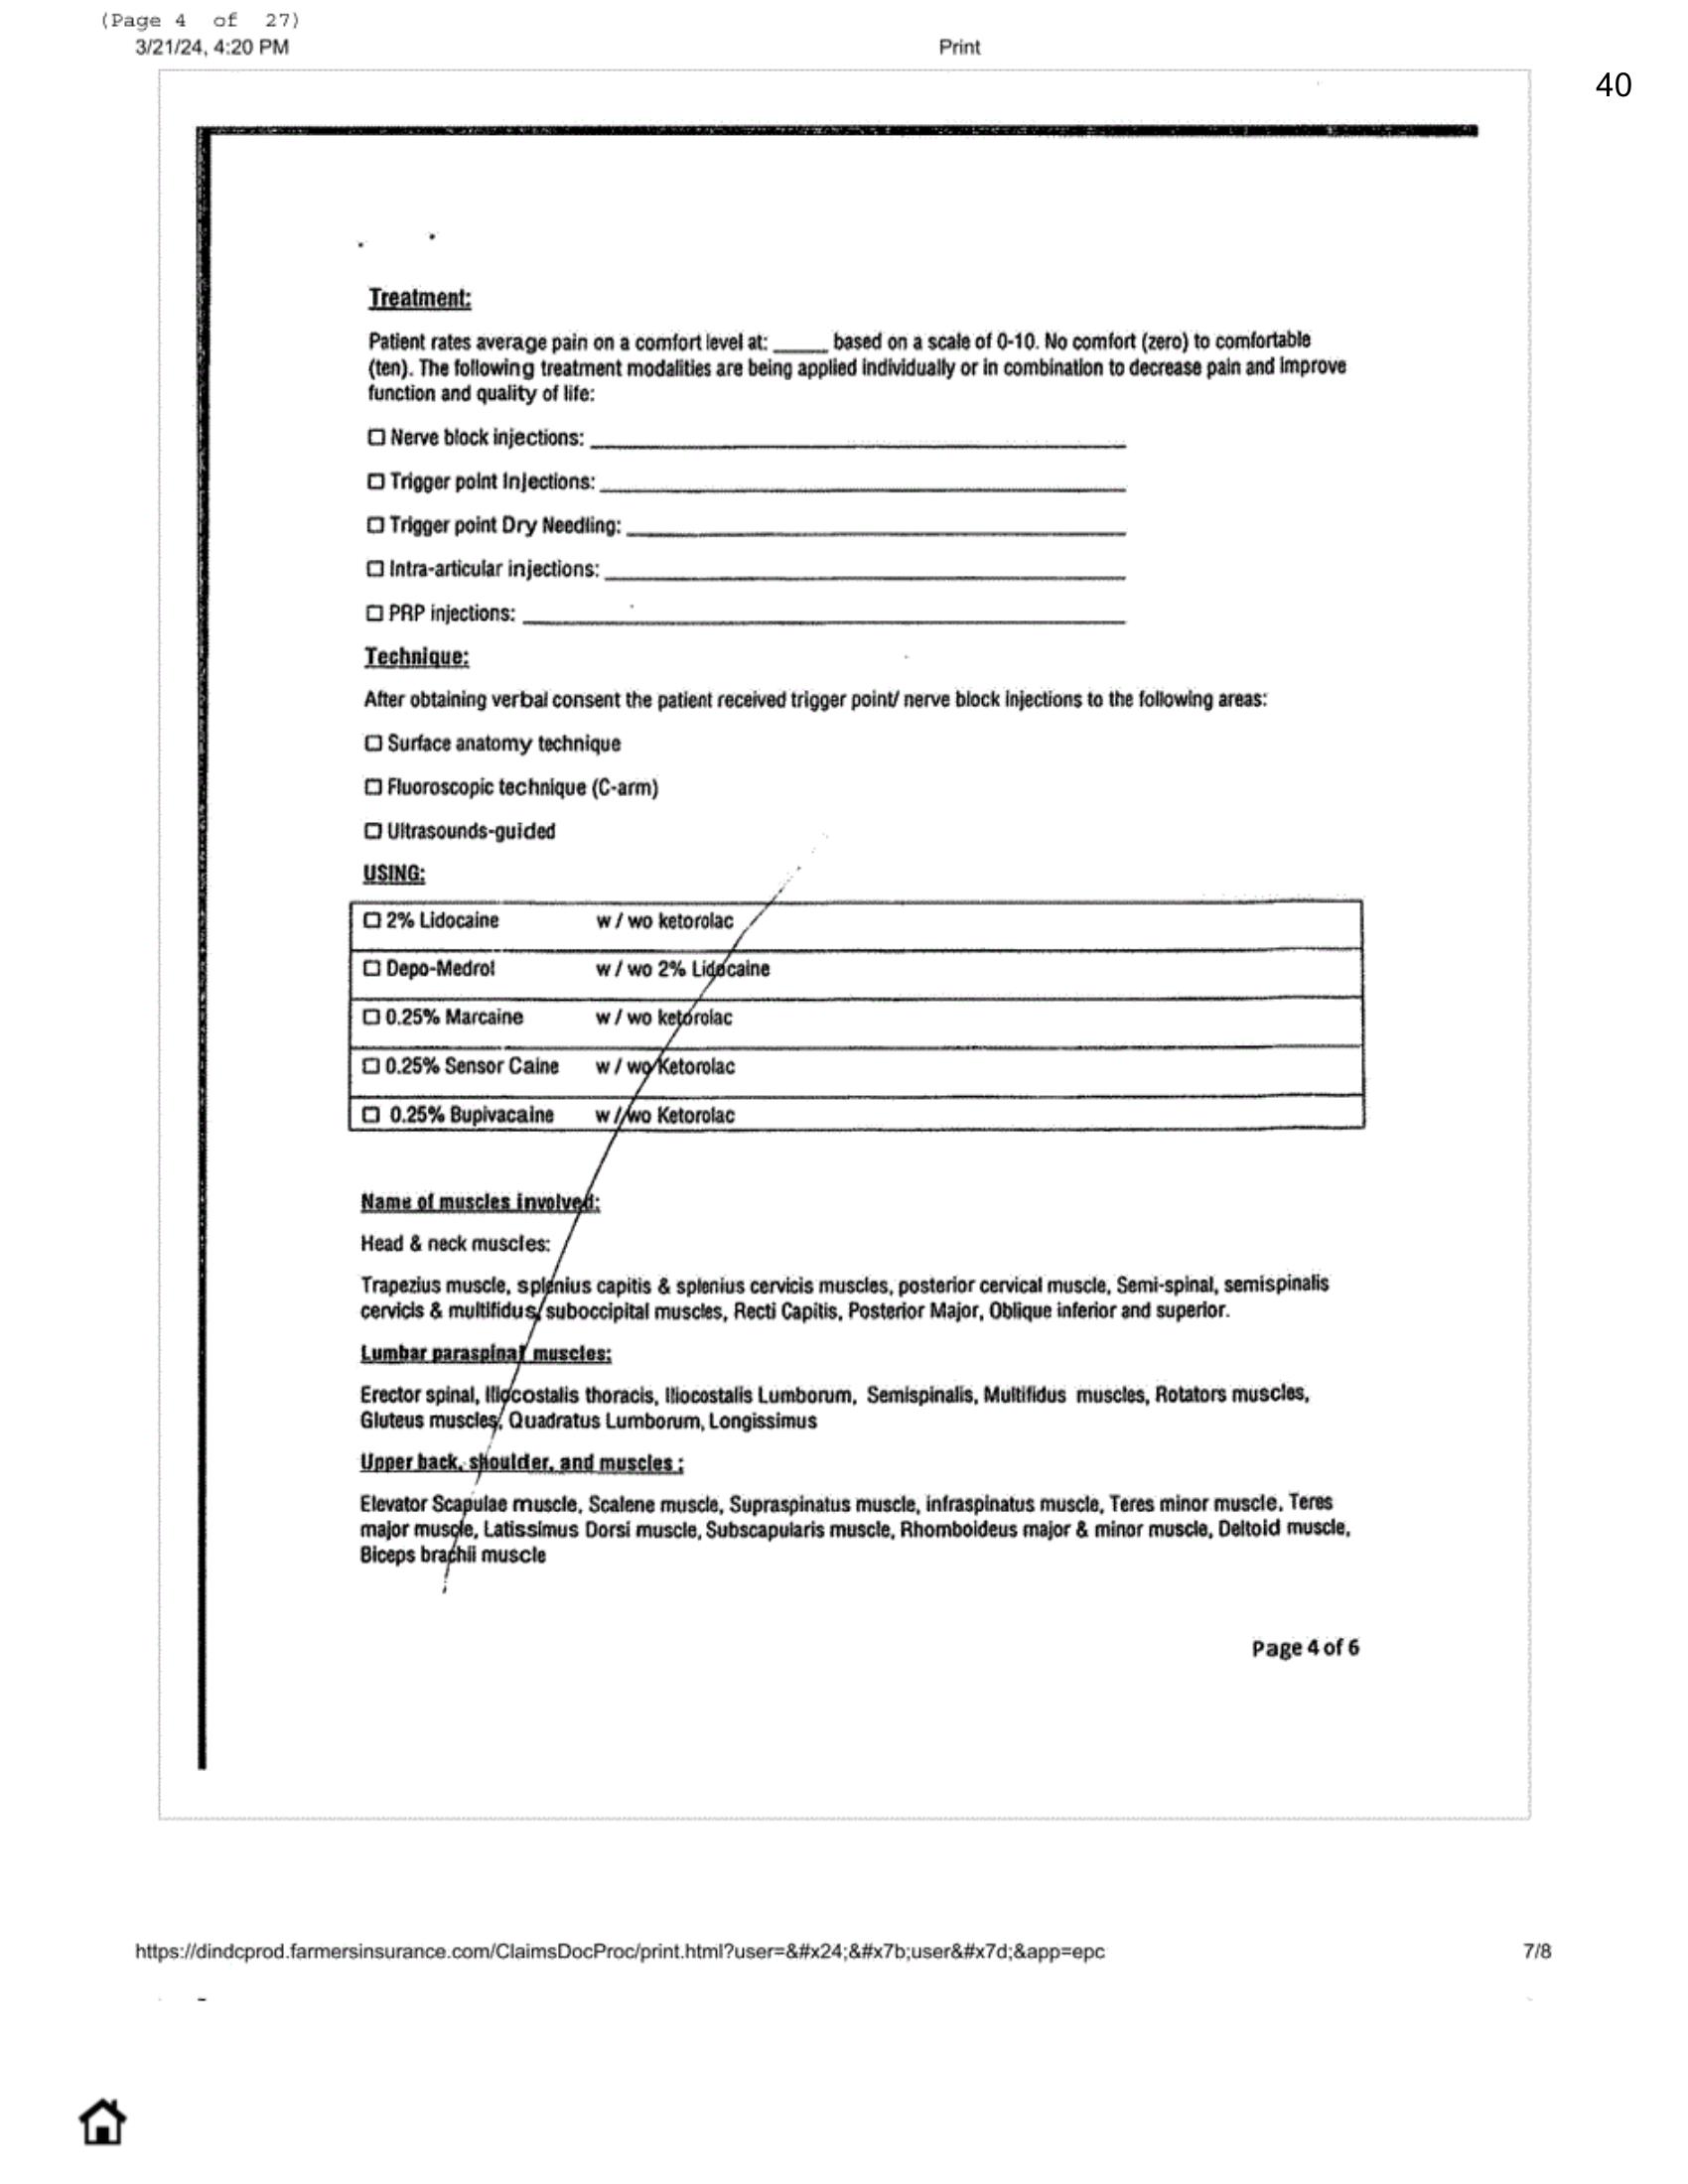 (Page 4 of 27)
3/21/24, 4:20 PM
Print
40
Treatment:
Patient rates average pain on a comfort level at: _____ based on a scale of 0-10. No comfort (zero) to comfortable
(ten). The following treatment modalities are being applied individually or in combination to decrease pain and improve
function and quality of life:
☐ Nerve block injections:
☐ Trigger point Injections:
☐ Trigger point Dry Needling:
☐ Intra-articular injections:
☐ PRP injections:
Technique:
After obtaining verbal consent the patient received trigger point/ nerve block injections to the following areas:
☐ Surface anatomy technique
☐ Fluoroscopic technique (C-arm)
☐ Ultrasounds-guided
USING:
☐ 2% Lidocaine w / wo ketorolac
☐ Depo-Medrol w / wo 2% Lidocaine
☐ 0.25% Marcaine w / wo ketorolac
☐ 0.25% Sensor Caine w / wo Ketorolac
☐ 0.25% Bupivacaine w / wo Ketorolac
Name of muscles involved:
Head & neck muscles:
Trapezius muscle, splenius capitis & splenius cervicis muscles, posterior cervical muscle, Semi-spinal, semispinalis
cervicis & multifidus, suboccipital muscles, Recti Capitis, Posterior Major, Oblique inferior and superior.
Lumbar paraspinal muscles:
Erector spinal, Iliocostalis thoracis, Iliocostalis Lumborum, Semispinalis, Multifidus muscles, Rotators muscles,
Gluteus muscles, Quadratus Lumborum, Longissimus
Upper back, shoulder, and muscles :
Elevator Scapulae muscle, Scalene muscle, Supraspinatus muscle, infraspinatus muscle, Teres minor muscle, Teres
major muscle, Latissimus Dorsi muscle, Subscapularis muscle, Rhomboideus major & minor muscle, Deltoid muscle,
Biceps brachii muscle
Page 4 of 6
https://dindcprod.farmersinsurance.com/ClaimsDocProc/print.html?user=&#x24;&#x7b;user&#x7d;&app=epc
7/8